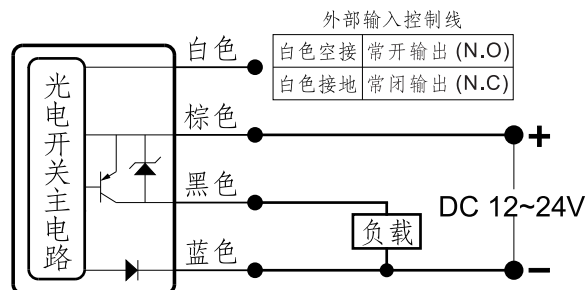 外部输入控制线
白色空接 常开输出 (N.O)
白色接地 常闭输出 (N.C)
白色
棕色
黑色
蓝色
光电开关主电路
负载
+
DC 12~24V
−